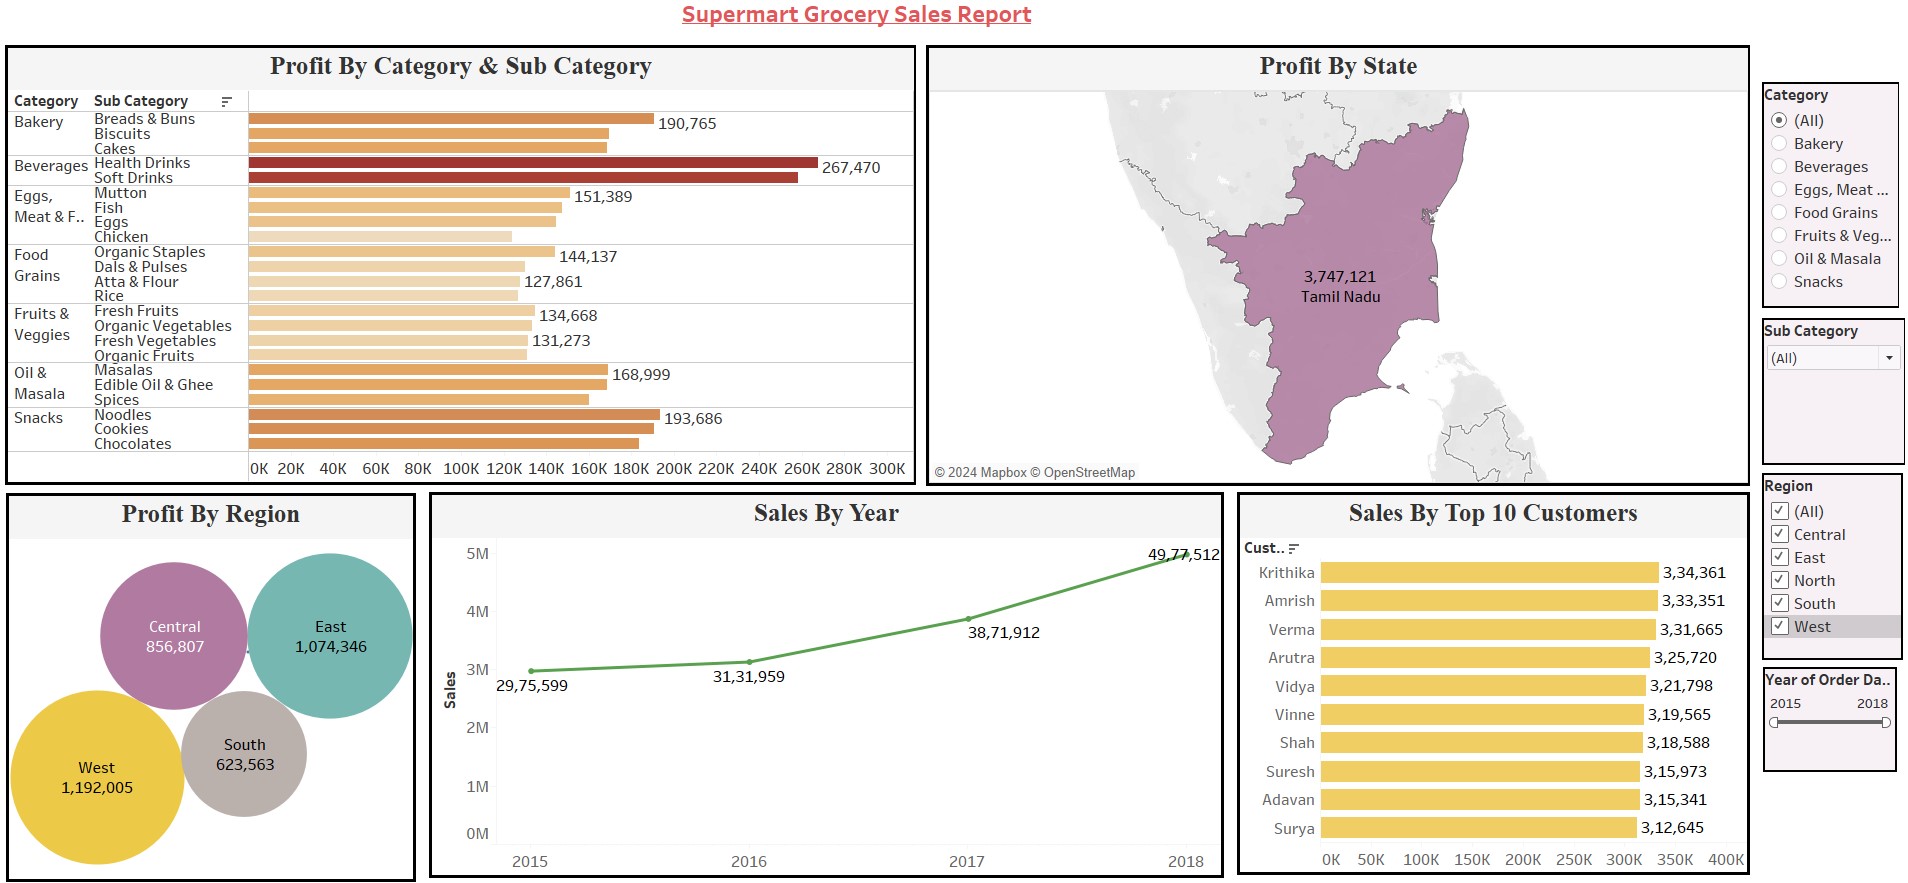 Supermart Grocery Sales Report
Profit By Category & Sub Category
Category Sub Category
Bakery
Breads & Buns 190,765
Biscuits
Cakes
Beverages
Health Drinks 267,470
Soft Drinks
Eggs,
Meat & F..
Mutton 151,389
Fish
Eggs
Chicken
Food
Grains
Organic Staples 144,137
Dals & Pulses
Atta & Flour 127,861
Rice
Fruits &
Veggies
Fresh Fruits 134,668
Organic Vegetables
Fresh Vegetables 131,273
Organic Fruits
Oil &
Masala
Masalas 168,999
Edible Oil & Ghee
Spices
Snacks
Noodles 193,686
Cookies
Chocolates
0K 20K 40K 60K 80K 100K 120K 140K 160K 180K 200K 220K 240K 260K 280K 300K
Profit By State
3,747,121
Tamil Nadu
© 2024 Mapbox © OpenStreetMap
Category
(All)
Bakery
Beverages
Eggs, Meat ...
Food Grains
Fruits & Veg...
Oil & Masala
Snacks
Sub Category
(All)
Region
(All)
Central
East
North
South
West
Year of Order Da..
2015 2018
Profit By Region
Central
856,807
East
1,074,346
South
623,563
West
1,192,005
Sales By Year
Sales
5M
4M
3M
2M
1M
0M
29,75,599
31,31,959
38,71,912
49,77,512
2015 2016 2017 2018
Sales By Top 10 Customers
Cust..
Krithika 3,34,361
Amrish 3,33,351
Verma 3,31,665
Arutra 3,25,720
Vidya 3,21,798
Vinne 3,19,565
Shah 3,18,588
Suresh 3,15,973
Adavan 3,15,341
Surya 3,12,645
0K 50K 100K 150K 200K 250K 300K 350K 400K